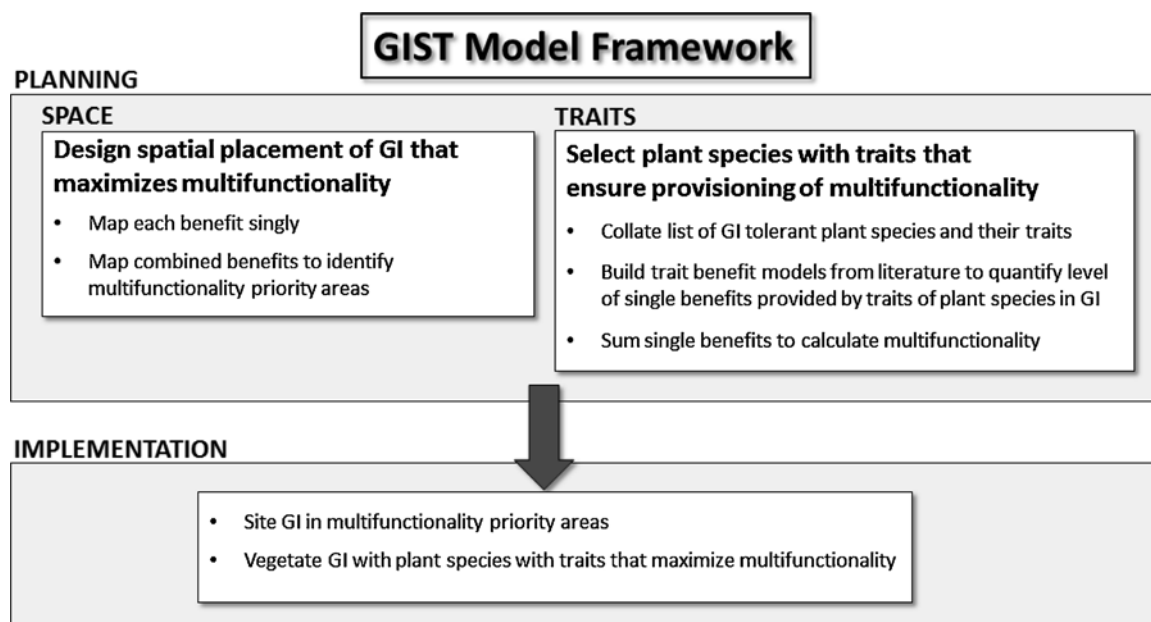 GIST Model Framework
PLANNING
SPACE
Design spatial placement of GI that
maximizes multifunctionality
• Map each benefit singly
• Map combined benefits to identify
multifunctionality priority areas
TRAITS
Select plant species with traits that
ensure provisioning of multifunctionality
• Collate list of GI tolerant plant species and their traits
• Build trait benefit models from literature to quantify level
of single benefits provided by traits of plant species in GI
• Sum single benefits to calculate multifunctionality
IMPLEMENTATION
• Site GI in multifunctionality priority areas
• Vegetate GI with plant species with traits that maximize multifunctionality